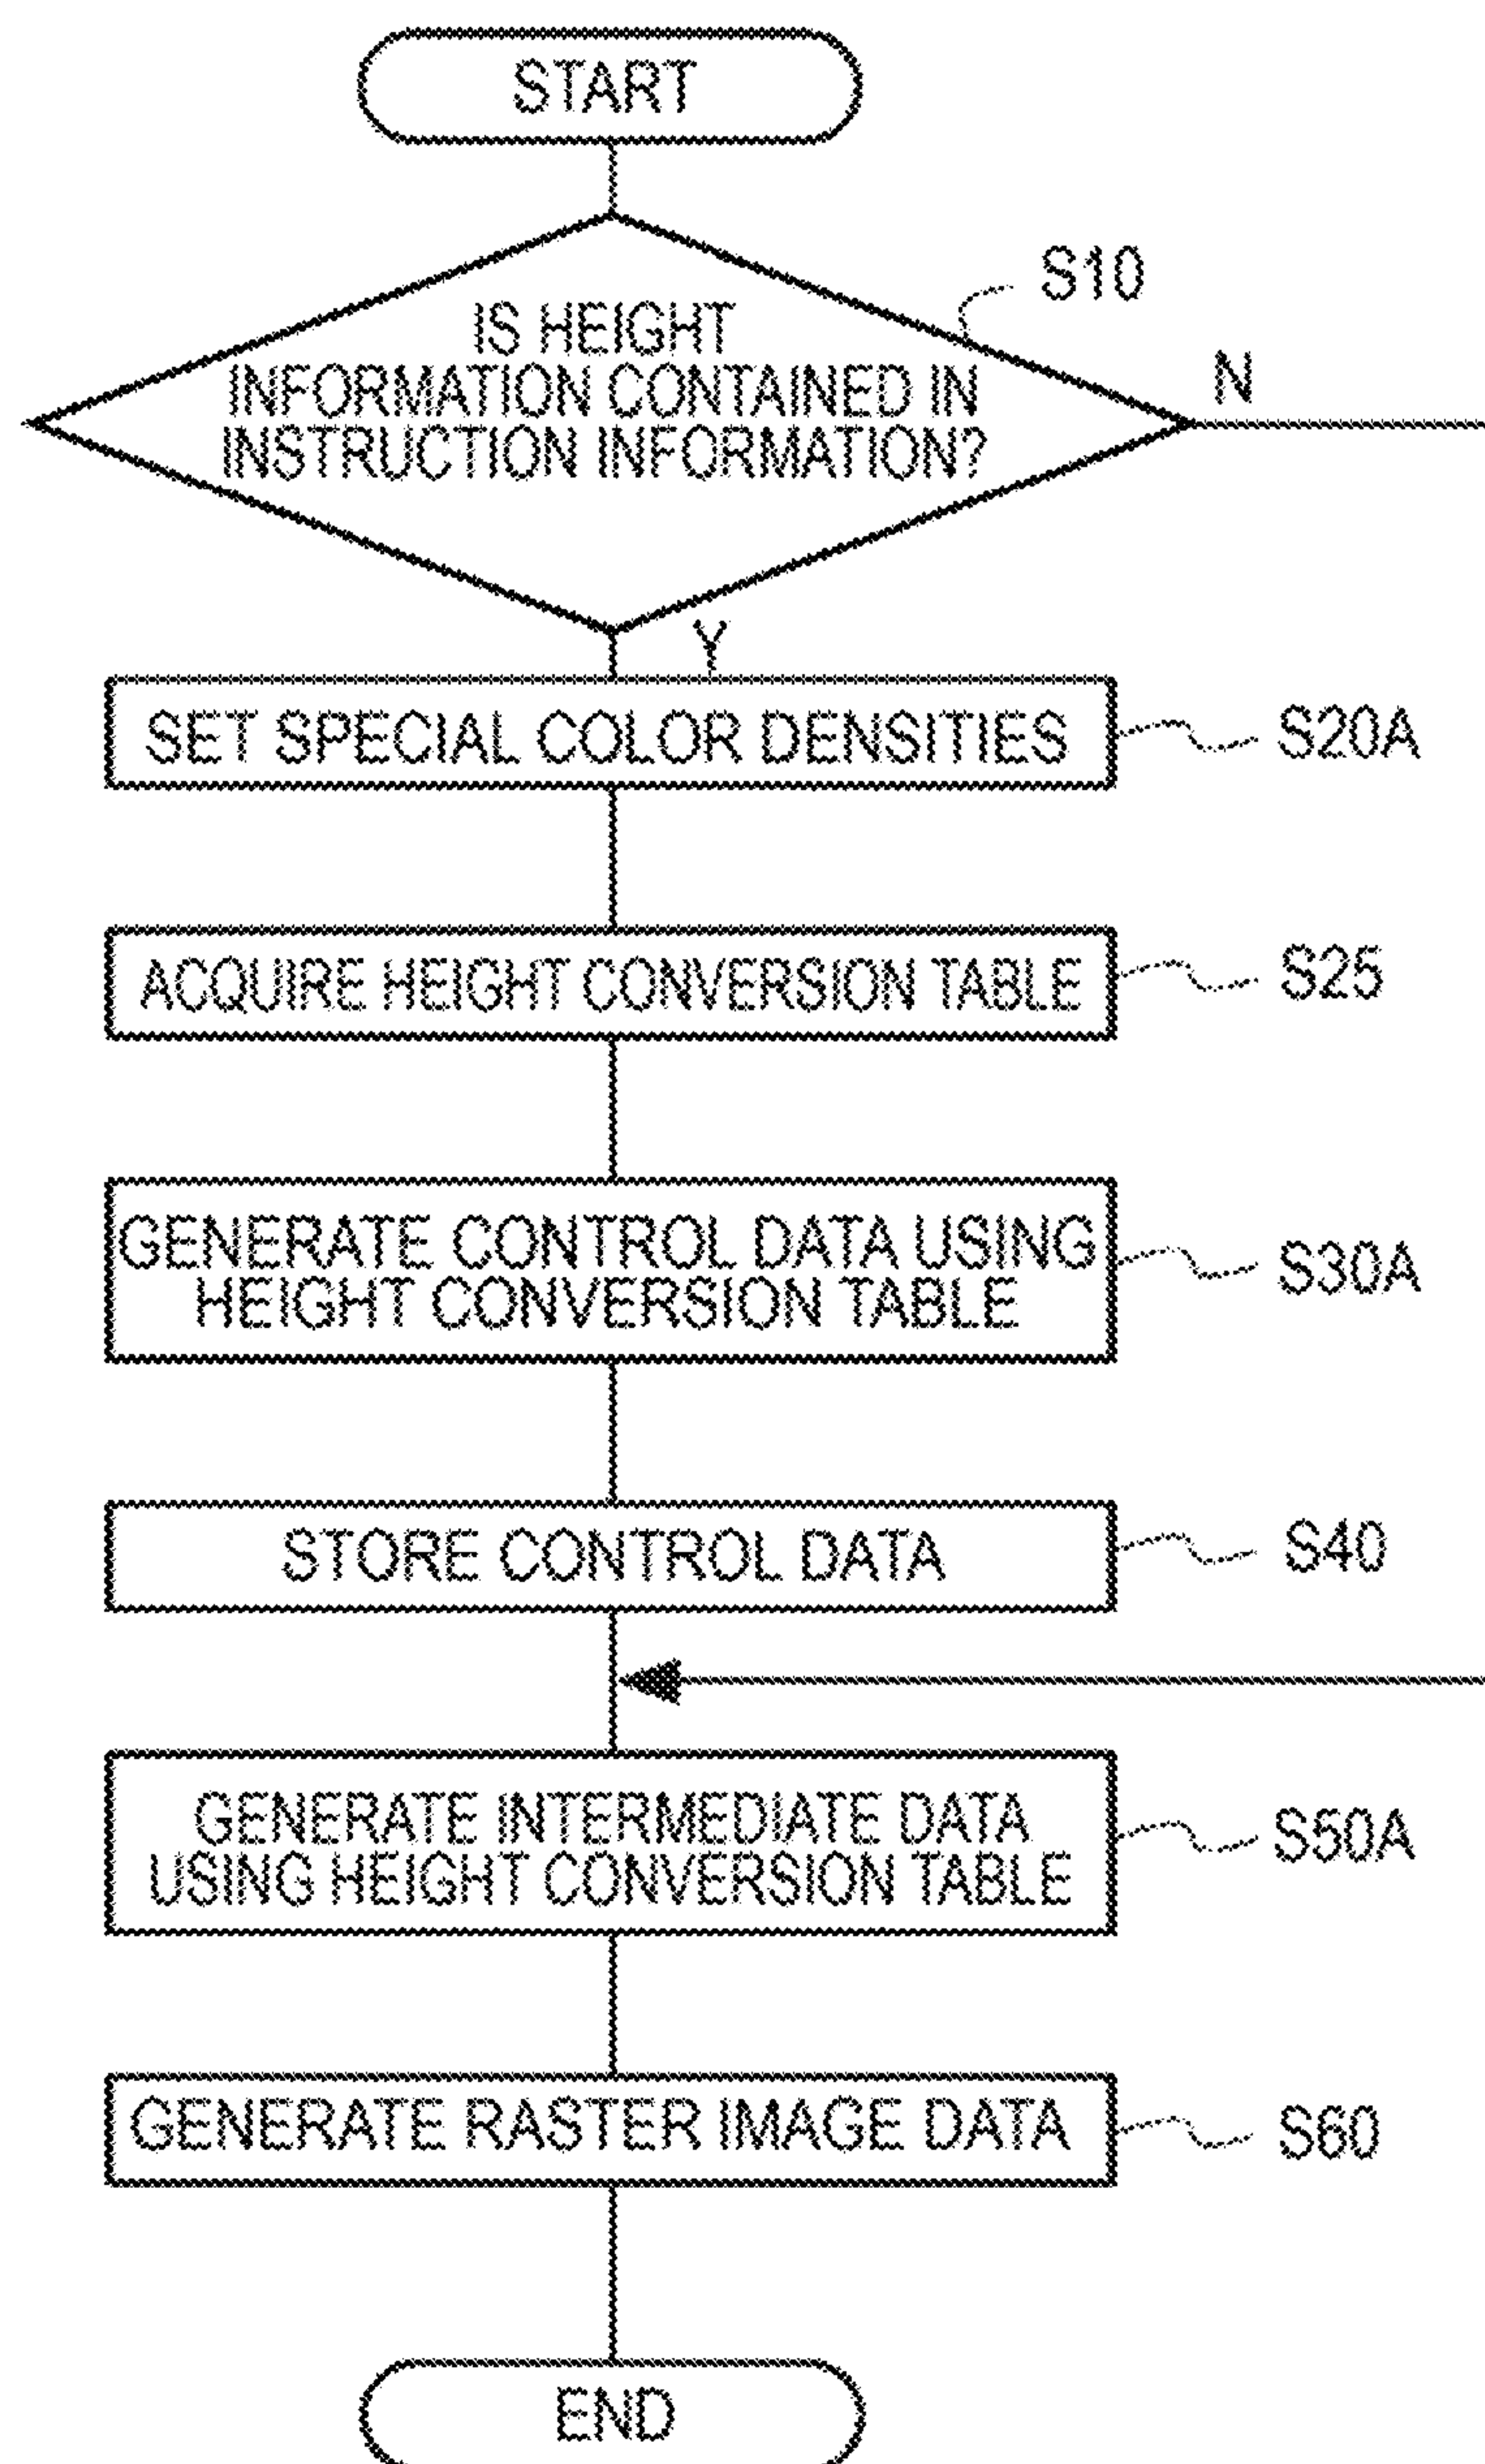 START
S10
IS HEIGHT
INFORMATION CONTAINED IN
INSTRUCTION INFORMATION?
N
Y
SET SPECIAL COLOR DENSITIES
S20A
ACQUIRE HEIGHT CONVERSION TABLE
S25
GENERATE CONTROL DATA USING
HEIGHT CONVERSION TABLE
S30A
STORE CONTROL DATA
S40
GENERATE INTERMEDIATE DATA
USING HEIGHT CONVERSION TABLE
S50A
GENERATE RASTER IMAGE DATA
S60
END